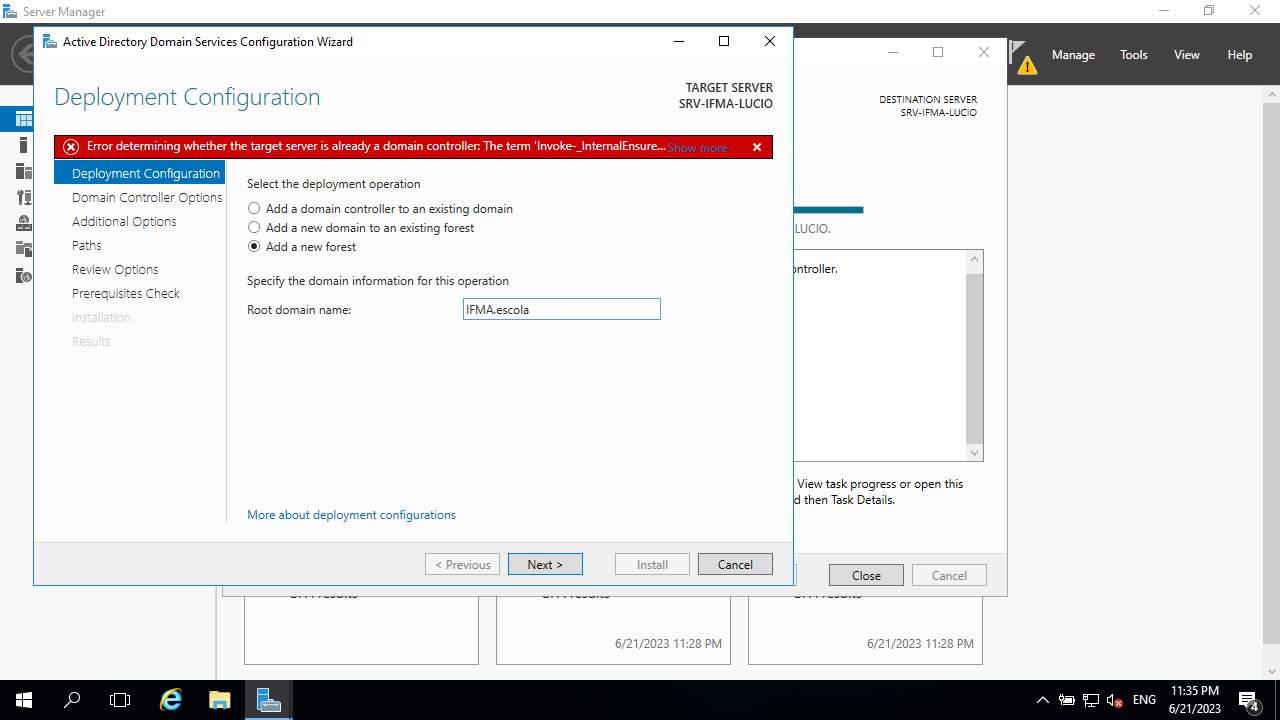 Server Manager
Active Directory Domain Services Configuration Wizard
Manage
Tools
View
Help
Deployment Configuration
TARGET SERVER
SRV-IFMA-LUCIO
DESTINATION SERVER
SRV-IFMA-LUCIO
Error determining whether the target server is already a domain controller: The term 'Invoke-_InternalEnsure... Show more
Deployment Configuration
Domain Controller Options
Additional Options
Paths
Review Options
Prerequisites Check
Installation
Results
Select the deployment operation
Add a domain controller to an existing domain
Add a new domain to an existing forest
Add a new forest
Specify the domain information for this operation
Root domain name:
IFMA.escola
More about deployment configurations
< Previous
Next >
Install
Cancel
LUCIO.
ntroller.
View task progress or open this
d then Task Details.
Close
Cancel
6/21/2023 11:28 PM
6/21/2023 11:28 PM
ENG
11:35 PM
6/21/2023
4